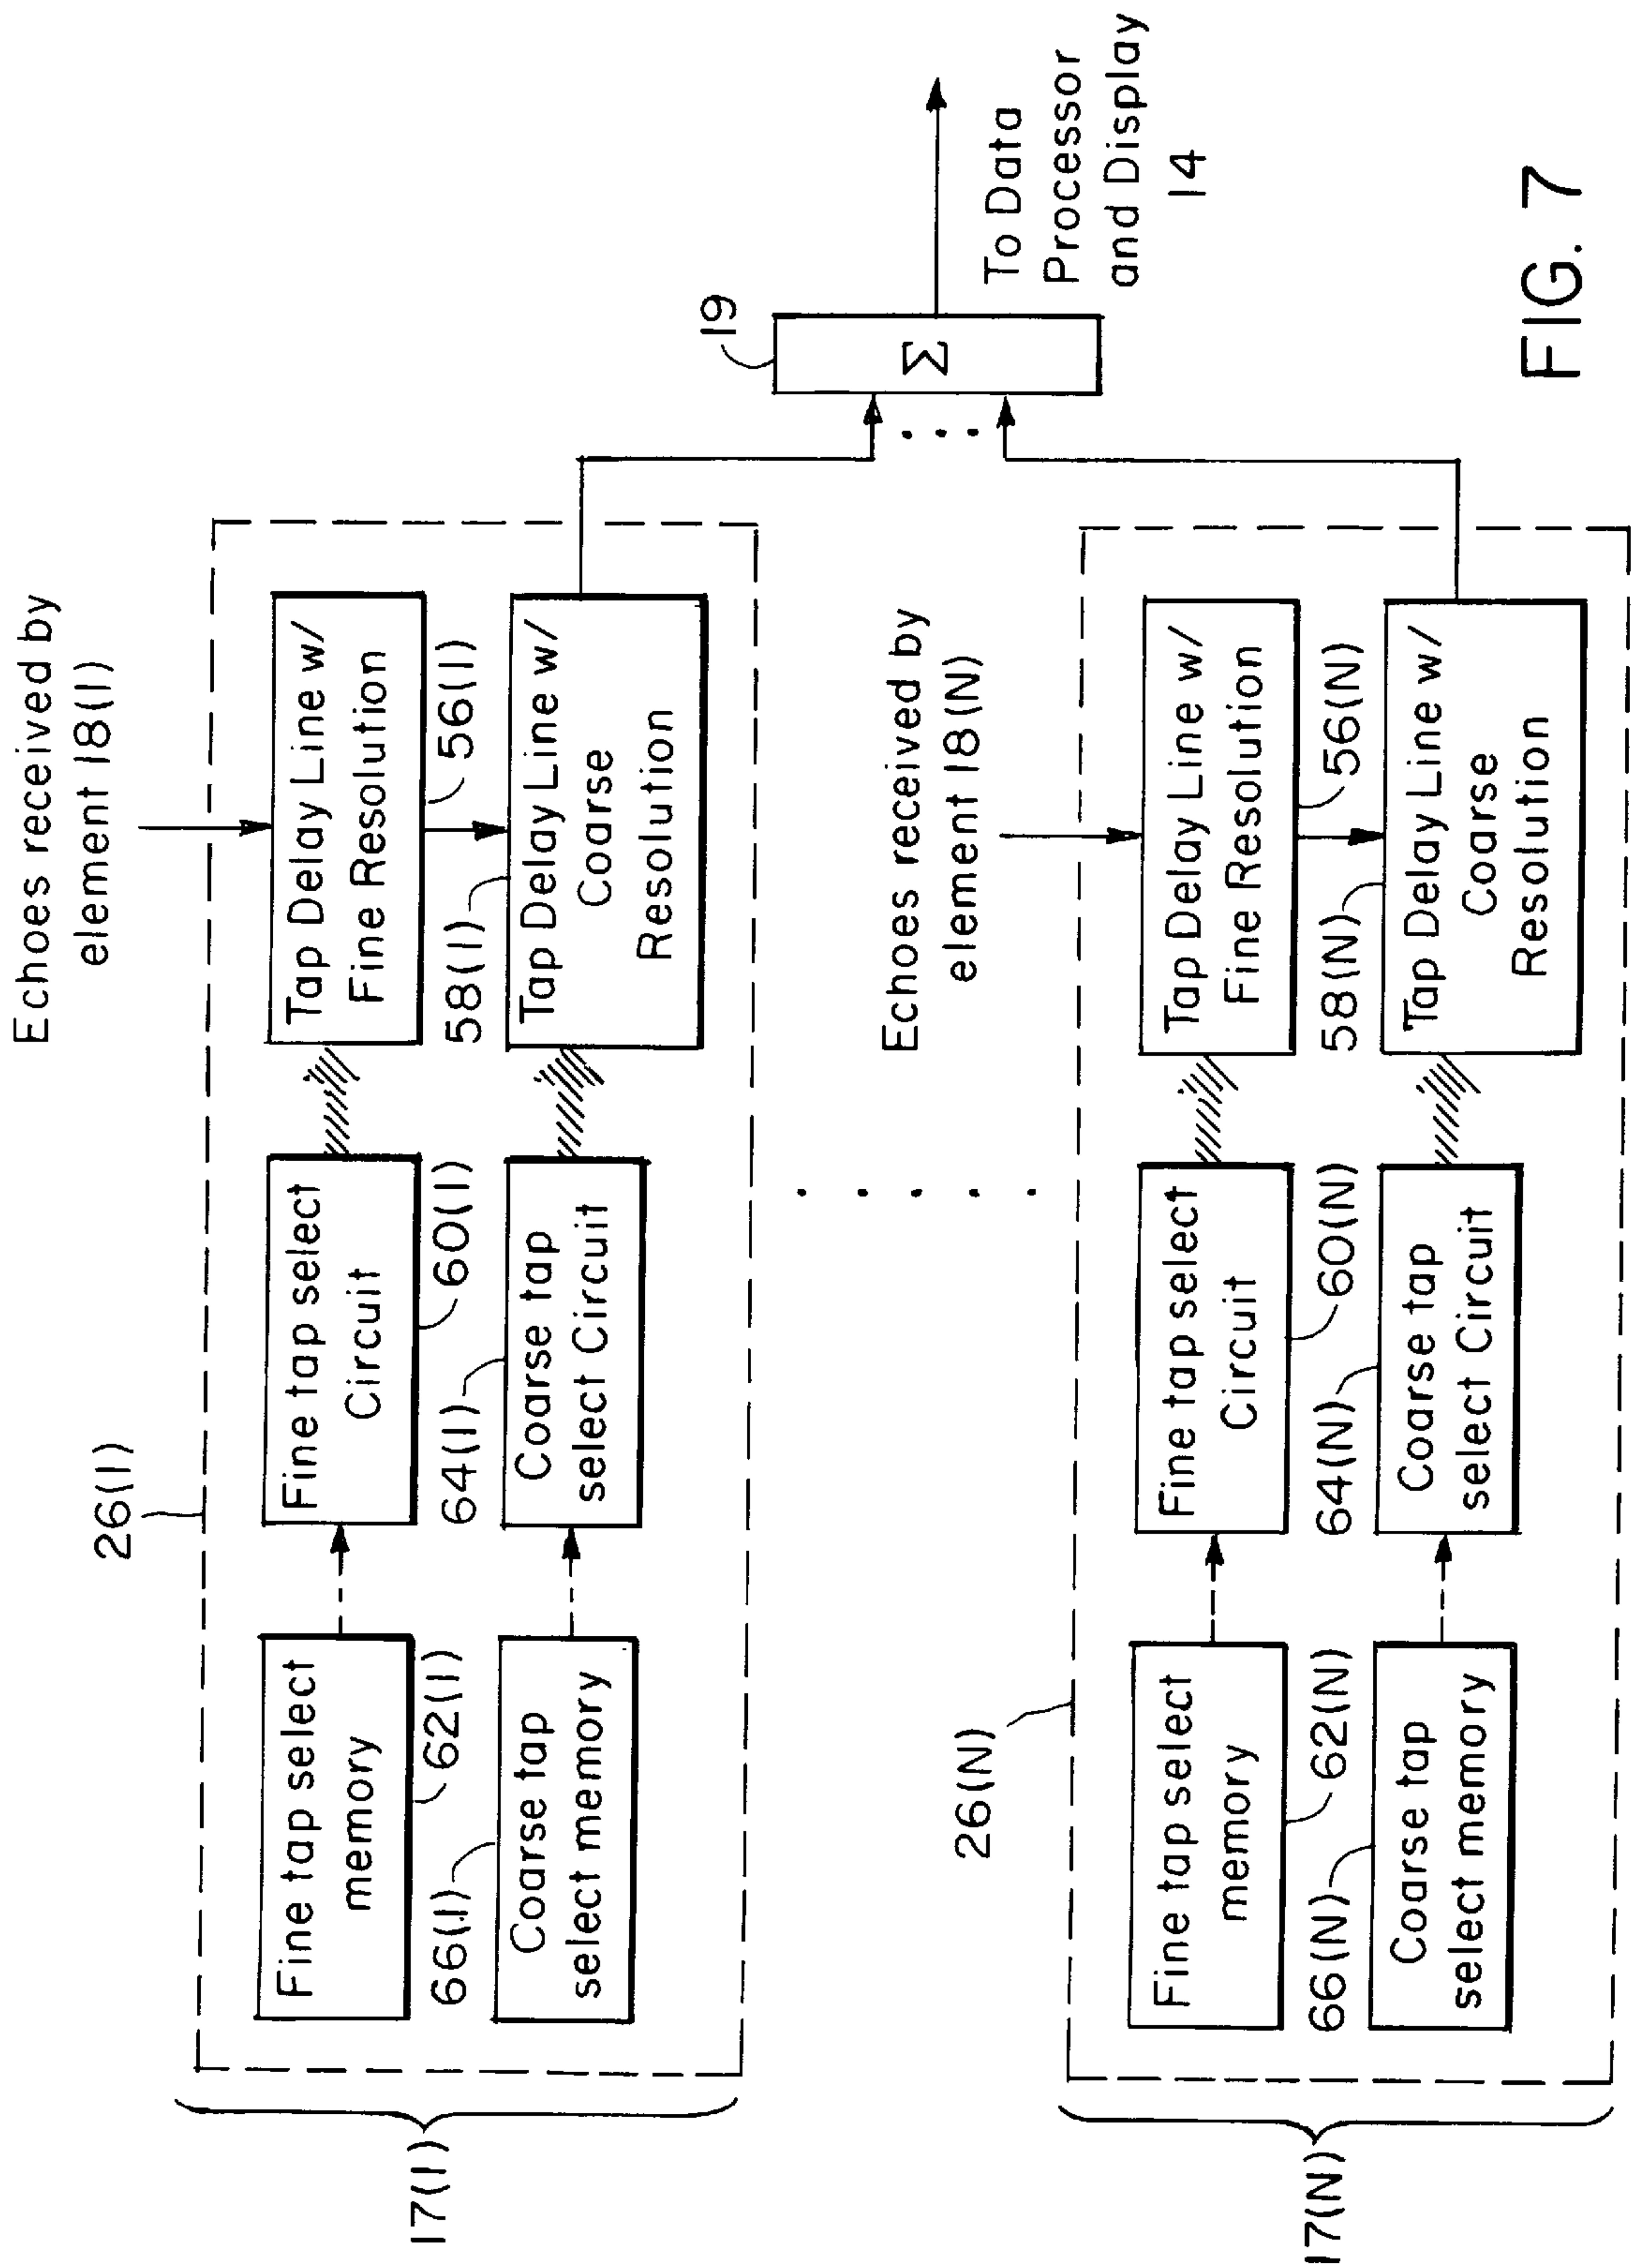 Echoes received by
element 18(1)
26(1)
Fine tap select
memory
62(1)
Fine tap select
Circuit
60(1)
Tap Delay Line w/
Fine Resolution
56(1)
66(1)
Coarse tap
select memory
64(1)
Coarse tap
select Circuit
58(1)
Tap Delay Line w/
Coarse
Resolution
17(1)
19
Σ
To Data
Processor
and Display
14
Echoes received by
element 18(N)
26(N)
Fine tap select
memory
62(N)
Fine tap select
Circuit
60(N)
Tap Delay Line w/
Fine Resolution
56(N)
66(N)
Coarse tap
select memory
64(N)
Coarse tap
select Circuit
58(N)
Tap Delay Line w/
Coarse
Resolution
17(N)
FIG. 7